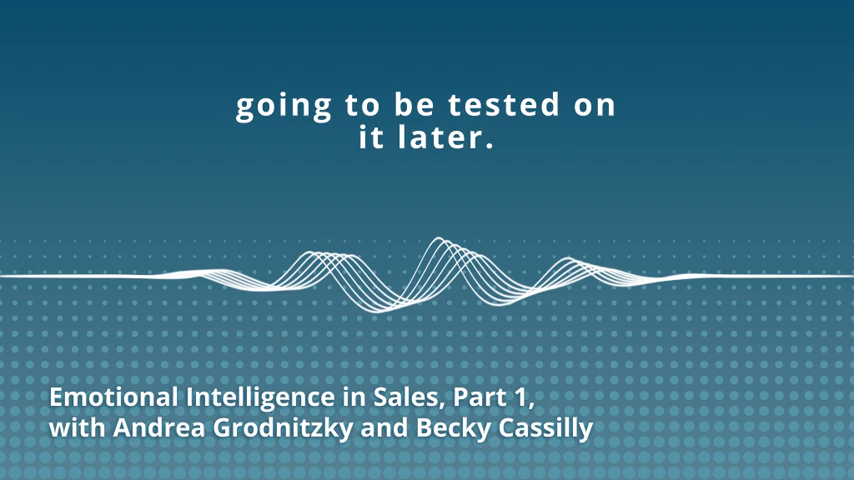 going to be tested on
it later.
Emotional Intelligence in Sales, Part 1,
with Andrea Grodnitzky and Becky Cassilly